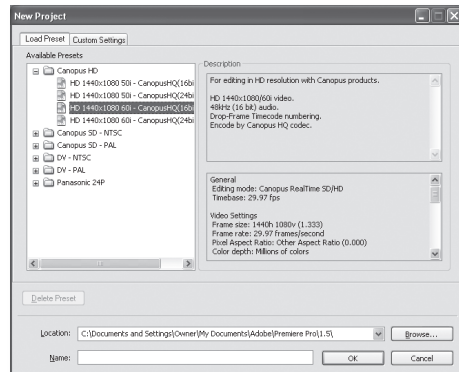 New Project
Load Preset
Custom Settings
Available Presets
Canopus HD
HD 1440x1080 50i - CanopusHQ(16bi
HD 1440x1080 50i - CanopusHQ(24bi
HD 1440x1080 60i - CanopusHQ(16bi
HD 1440x1080 60i - CanopusHQ(24bi
Canopus SD - NTSC
Canopus SD - PAL
DV - NTSC
DV - PAL
Panasonic 24P
Description
For editing in HD resolution with Canopus products.
HD 1440x1080/60i video.
48kHz (16 bit) audio.
Drop-Frame Timecode numbering.
Encode by Canopus HQ codec.
General
Editing mode: Canopus RealTime SD/HD
Timebase: 29.97 fps
Video Settings
Frame size: 1440h 1080v (1.333)
Frame rate: 29.97 frames/second
Pixel Aspect Ratio: Other Aspect Ratio (0.000)
Color depth: Millions of colors
Delete Preset
Location: C:\Documents and Settings\Owner\My Documents\Adobe\Premiere Pro\1.5\ Browse...
Name: OK Cancel